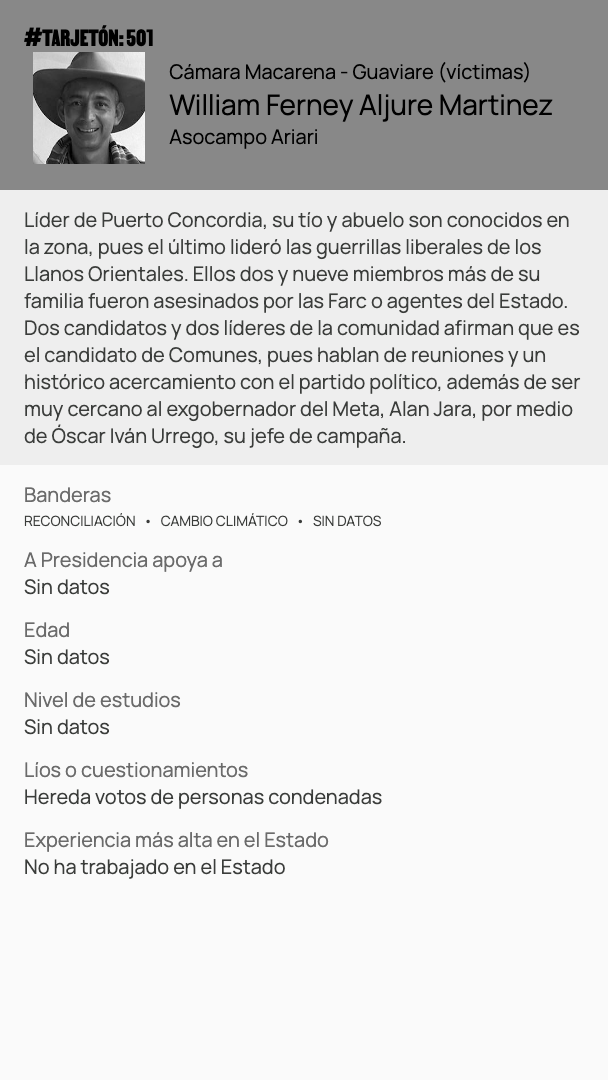 #TARJETÓN: 501
Cámara Macarena - Guaviare (víctimas)
William Ferney Aljure Martinez
Asocampo Ariari
Líder de Puerto Concordia, su tío y abuelo son conocidos en
la zona, pues el último lideró las guerrillas liberales de los
Llanos Orientales. Ellos dos y nueve miembros más de su
familia fueron asesinados por las Farc o agentes del Estado.
Dos candidatos y dos líderes de la comunidad afirman que es
el candidato de Comunes, pues hablan de reuniones y un
histórico acercamiento con el partido político, además de ser
muy cercano al exgobernador del Meta, Alan Jara, por medio
de Óscar Iván Urrego, su jefe de campaña.
Banderas
RECONCILIACIÓN • CAMBIO CLIMÁTICO • SIN DATOS
A Presidencia apoya a
Sin datos
Edad
Sin datos
Nivel de estudios
Sin datos
Líos o cuestionamientos
Hereda votos de personas condenadas
Experiencia más alta en el Estado
No ha trabajado en el Estado